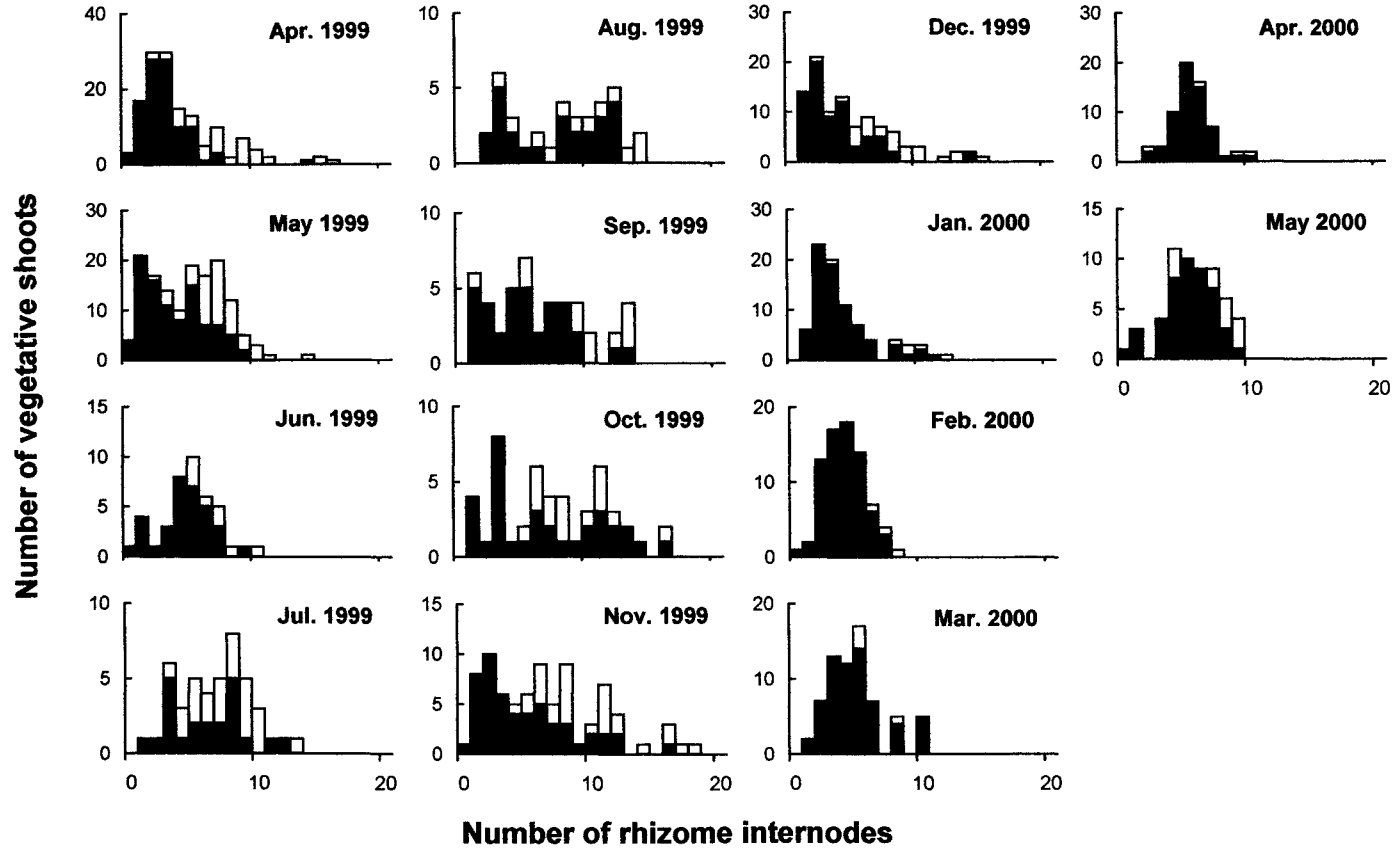 Apr. 1999
40
20
0
Aug. 1999
10
5
0
Dec. 1999
30
20
10
0
Apr. 2000
30
20
10
0
May 1999
30
20
10
0
Sep. 1999
10
5
0
Jan. 2000
30
20
10
0
May 2000
15
10
5
0
0 10 20
Jun. 1999
15
10
5
0
Oct. 1999
10
5
0
Feb. 2000
20
10
0
Jul. 1999
10
5
0
0 10 20
Nov. 1999
15
10
5
0
0 10 20
Mar. 2000
20
10
0
0 10 20
Number of vegetative shoots
Number of rhizome internodes